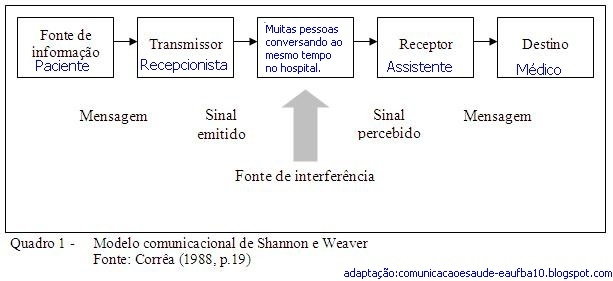 Fonte de
informação
Paciente
Transmissor
Recepcionista
Muitas pessoas
conversando ao
mesmo tempo
no hospital.
Receptor
Assistente
Destino
Médico
Mensagem
Sinal
emitido
Sinal
percebido
Mensagem
Fonte de interferência
Quadro 1 - Modelo comunicacional de Shannon e Weaver
Fonte: Corrêa (1988, p.19)
adaptação:comunicacaoesaude-eaufba10.blogspot.com